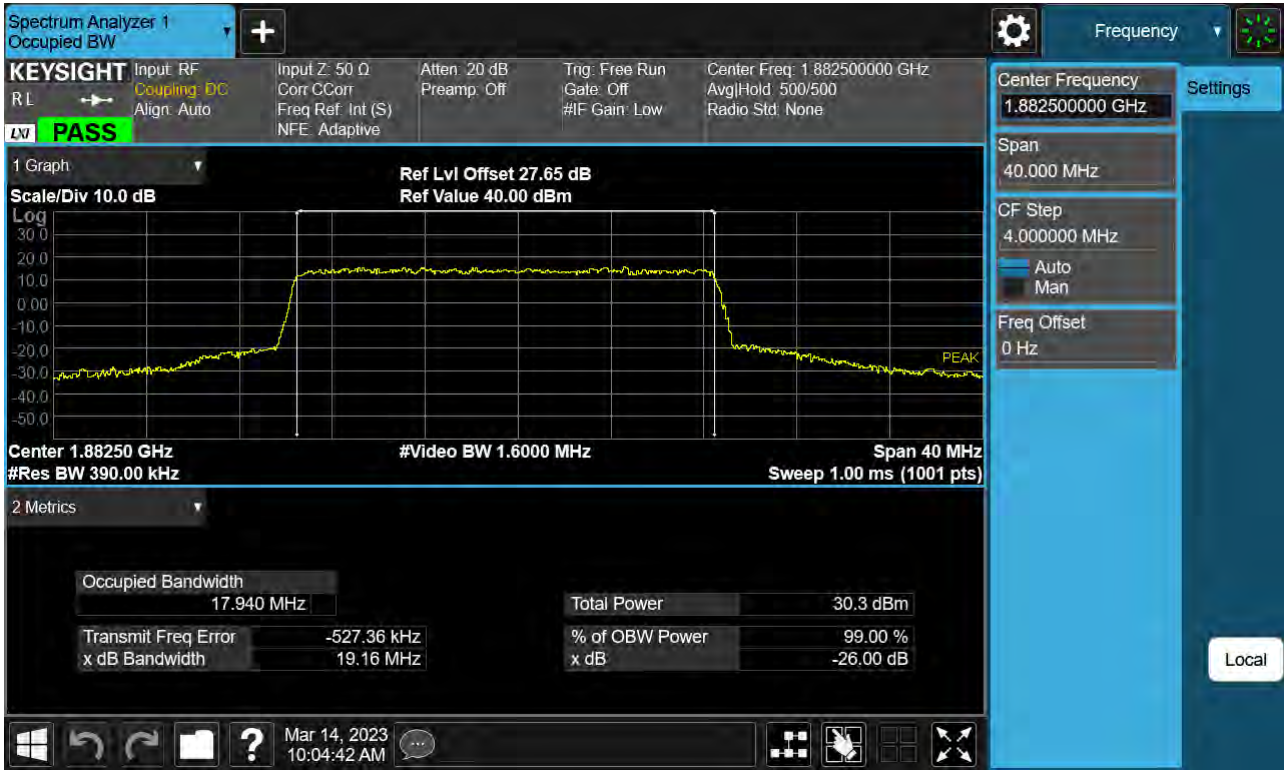 Spectrum Analyzer 1
Occupied BW
+
Frequency
KEYSIGHT
RL
LXI
PASS
Input: RF
Coupling: DC
Align: Auto
Input Z: 50 Ω
Corr CCorr
Freq Ref: Int (S)
NFE: Adaptive
Atten: 20 dB
Preamp: Off
Trig: Free Run
Gate: Off
#IF Gain: Low
Center Freq: 1.882500000 GHz
Avg|Hold: 500/500
Radio Std: None
Center Frequency
1.882500000 GHz
Settings
Span
40.000 MHz
CF Step
4.000000 MHz
Auto
Man
Freq Offset
0 Hz
Local
1 Graph
Scale/Div 10.0 dB
Ref Lvl Offset 27.65 dB
Ref Value 40.00 dBm
Log
30.0
20.0
10.0
0.00
-10.0
-20.0
-30.0
-40.0
-50.0
PEAK
Center 1.88250 GHz
#Video BW 1.6000 MHz
Span 40 MHz
#Res BW 390.00 kHz
Sweep 1.00 ms (1001 pts)
2 Metrics
Occupied Bandwidth
17.940 MHz
Total Power 30.3 dBm
Transmit Freq Error -527.36 kHz
% of OBW Power 99.00 %
x dB Bandwidth 19.16 MHz
x dB -26.00 dB
?
Mar 14, 2023
10:04:42 AM